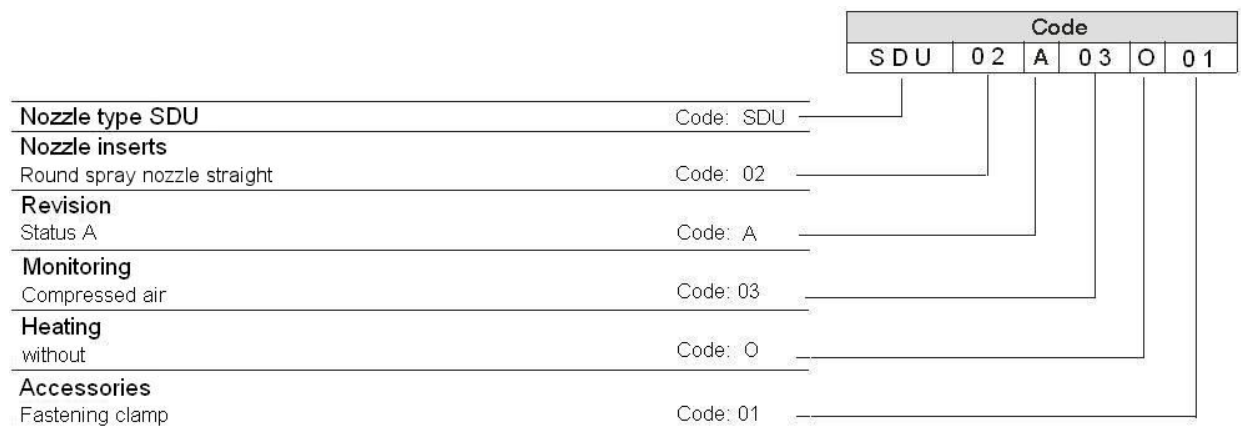 Code
SDU 02 A 03 O 01
Nozzle type SDU Code: SDU
Nozzle inserts
Round spray nozzle straight Code: 02
Revision
Status A Code: A
Monitoring
Compressed air Code: 03
Heating
without Code: O
Accessories
Fastening clamp Code: 01